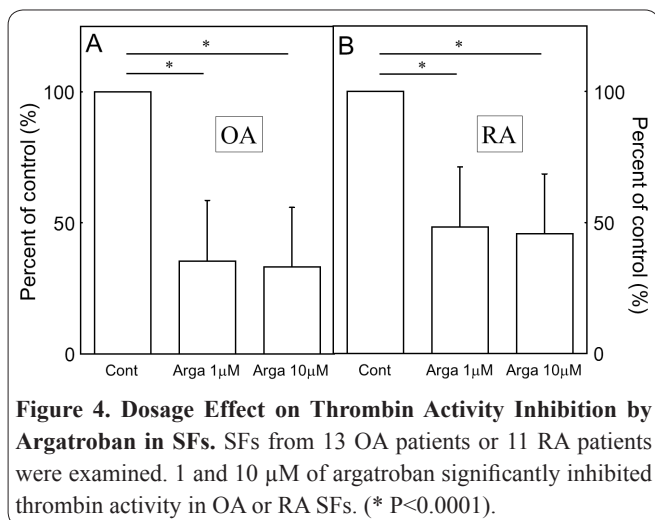 A
B
*
*
*
*
100
50
0
Percent of control (%)
OA
RA
100
50
0
Percent of control (%)
Cont
Arga 1μM
Arga 10μM
Cont
Arga 1μM
Arga 10μM
Figure 4. Dosage Effect on Thrombin Activity Inhibition by
Argatroban in SFs. SFs from 13 OA patients or 11 RA patients
were examined. 1 and 10 μM of argatroban significantly inhibited
thrombin activity in OA or RA SFs. (* P<0.0001).